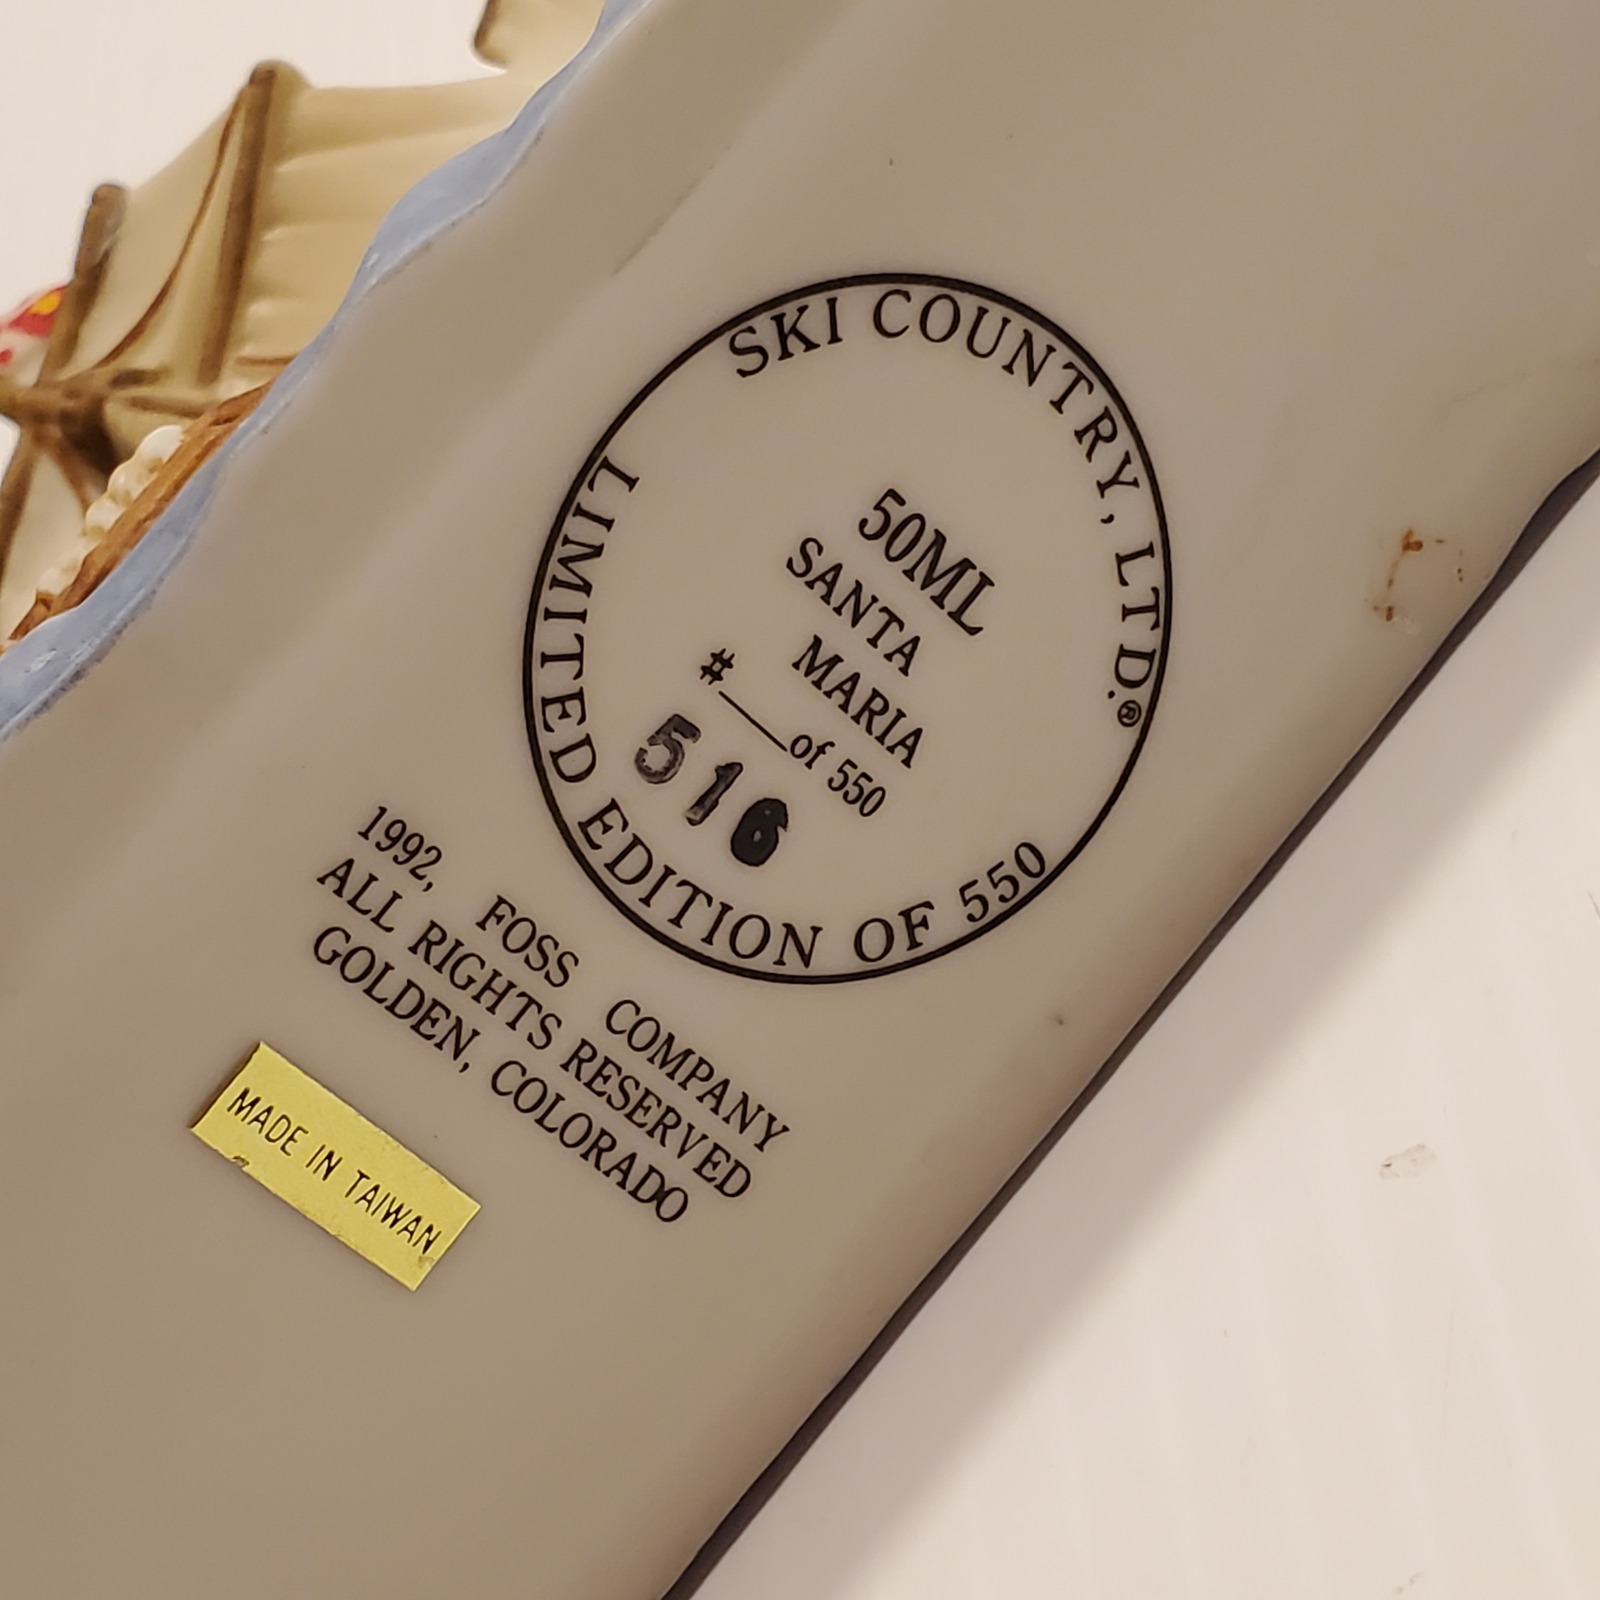 SKI COUNTRY, LTD.®
50ML
SANTA
MARIA
#___of 550
516
LIMITED EDITION OF 550
1992, FOSS COMPANY
ALL RIGHTS RESERVED
GOLDEN, COLORADO
MADE IN TAIWAN